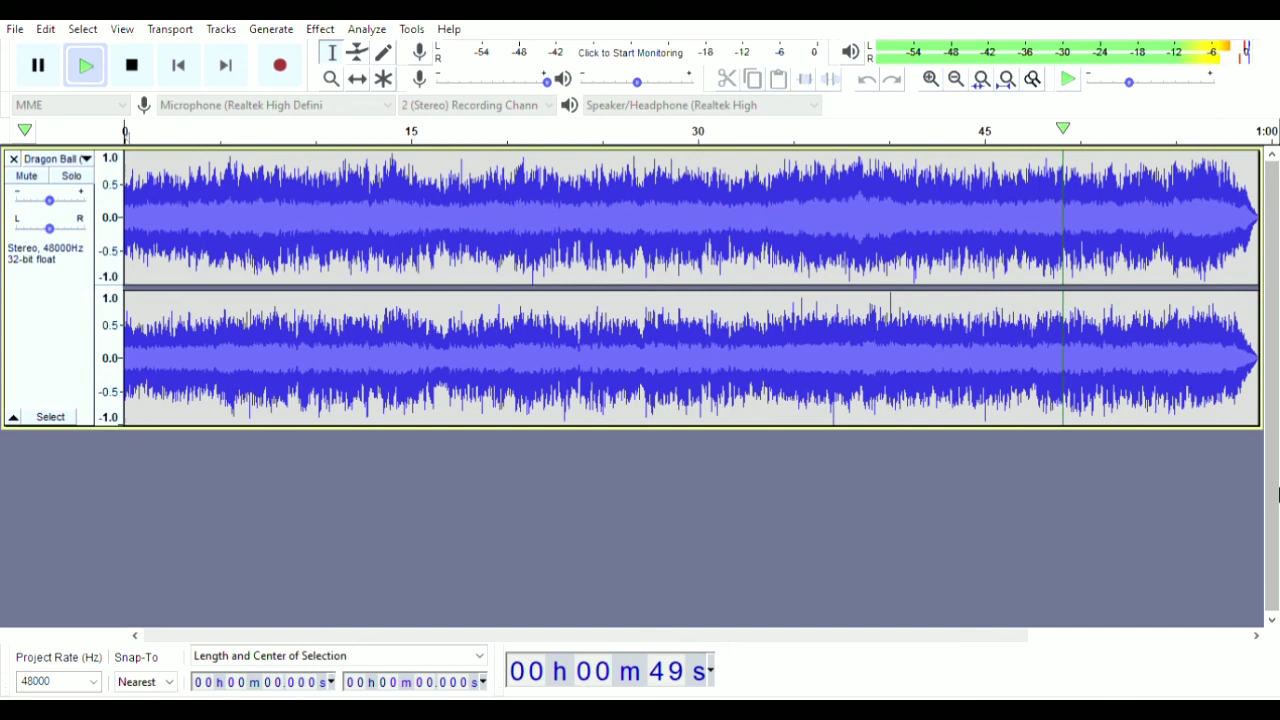 File Edit Select View Transport Tracks Generate Effect Analyze Tools Help
L R -54 -48 -42 Click to Start Monitoring -18 -12 -6 0
L R -54 -48 -42 -36 -30 -24 -18 -12 -6 0
MME Microphone (Realtek High Defini 2 (Stereo) Recording Chann Speaker/Headphone (Realtek High
0 15 30 45 1:00
Dragon Ball (
Mute Solo
- +
L R
Stereo, 48000Hz
32-bit float
Select
1.0
0.5
0.0
-0.5
-1.0
1.0
0.5
0.0
-0.5
-1.0
Project Rate (Hz) Snap-To Length and Center of Selection
48000 Nearest 00h00m00.000s 00h00m00.000s
00 h 00 m 49 s